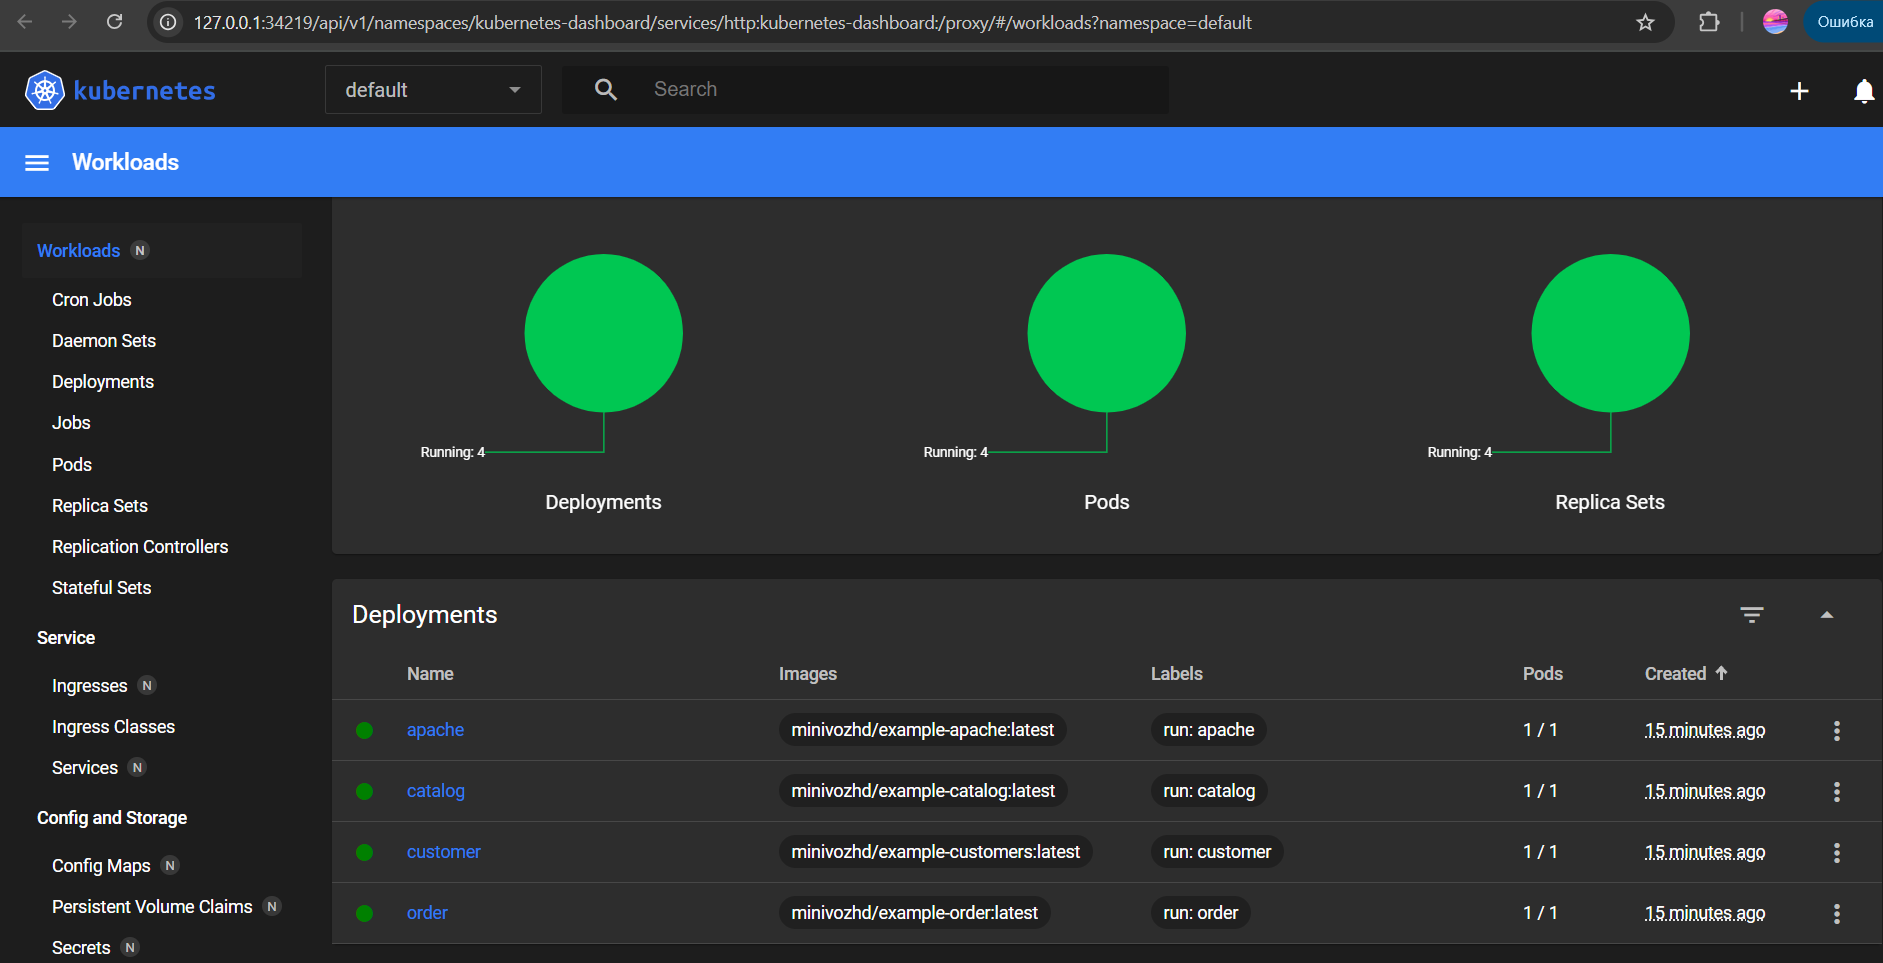 127.0.0.1:34219/api/v1/namespaces/kubernetes-dashboard/services/http:kubernetes-dashboard:/proxy/#/workloads?namespace=default
Ошибка
kubernetes
default
Search
Workloads
Workloads N
Cron Jobs
Daemon Sets
Deployments
Jobs
Pods
Replica Sets
Replication Controllers
Stateful Sets
Service
Ingresses N
Ingress Classes
Services N
Config and Storage
Config Maps N
Persistent Volume Claims N
Secrets N
Running: 4
Deployments
Running: 4
Pods
Running: 4
Replica Sets
Deployments
Name Images Labels Pods Created
apache minivozhd/example-apache:latest run: apache 1 / 1 15 minutes ago
catalog minivozhd/example-catalog:latest run: catalog 1 / 1 15 minutes ago
customer minivozhd/example-customers:latest run: customer 1 / 1 15 minutes ago
order minivozhd/example-order:latest run: order 1 / 1 15 minutes ago